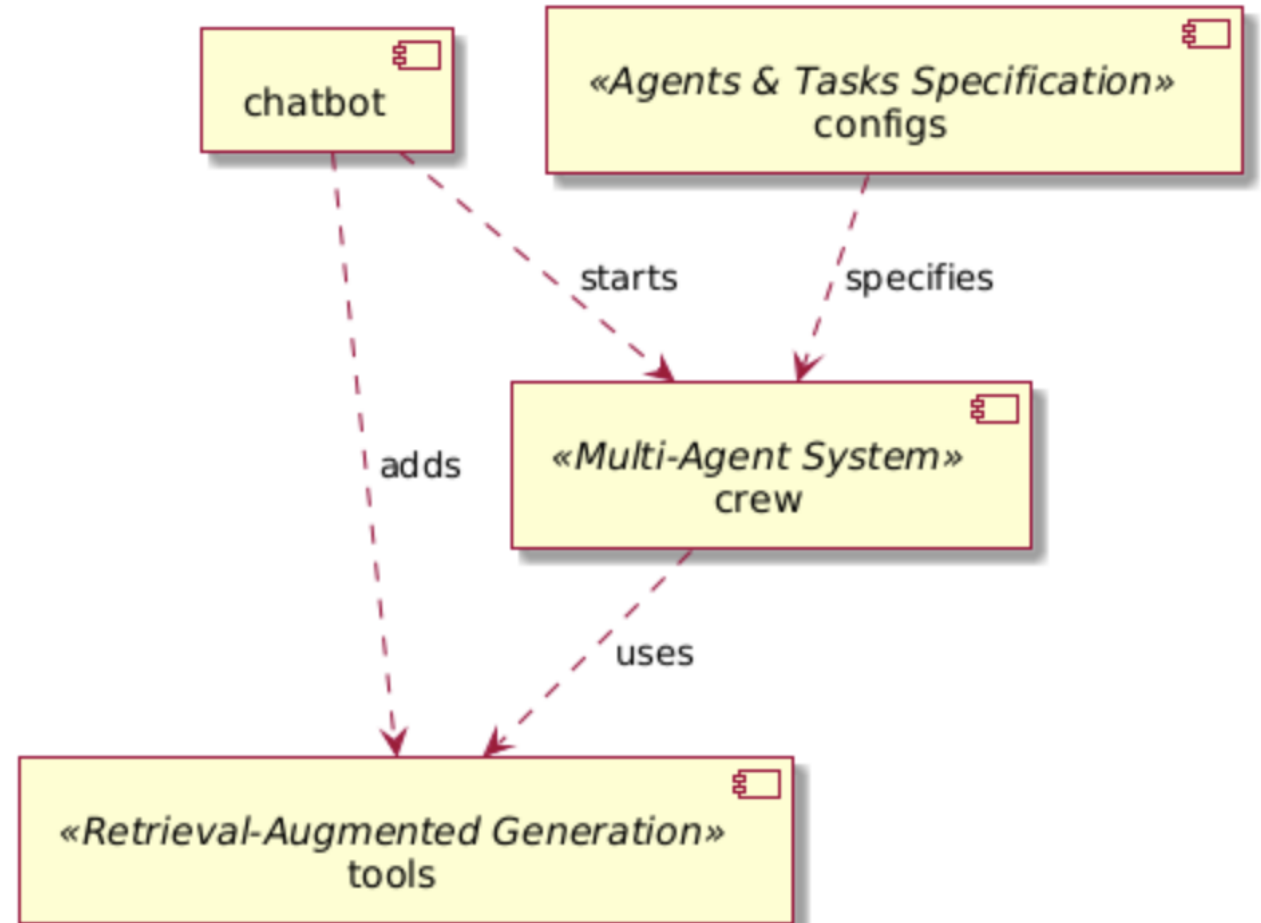 chatbot
«Agents & Tasks Specification»
configs
starts
specifies
adds
«Multi-Agent System»
crew
uses
«Retrieval-Augmented Generation»
tools